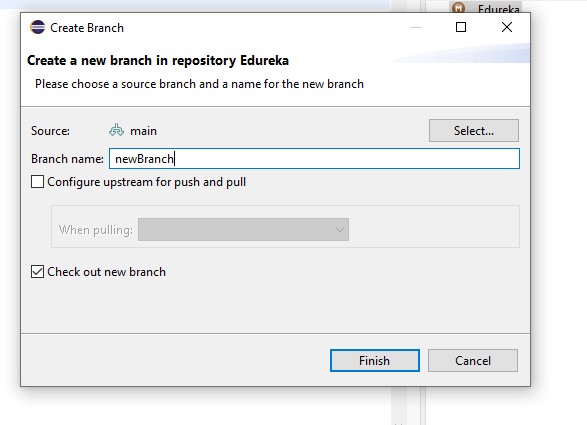 Edureka
Create Branch
Create a new branch in repository Edureka
Please choose a source branch and a name for the new branch
Source: main Select...
Branch name: newBranch
Configure upstream for push and pull
When pulling:
Check out new branch
Finish Cancel